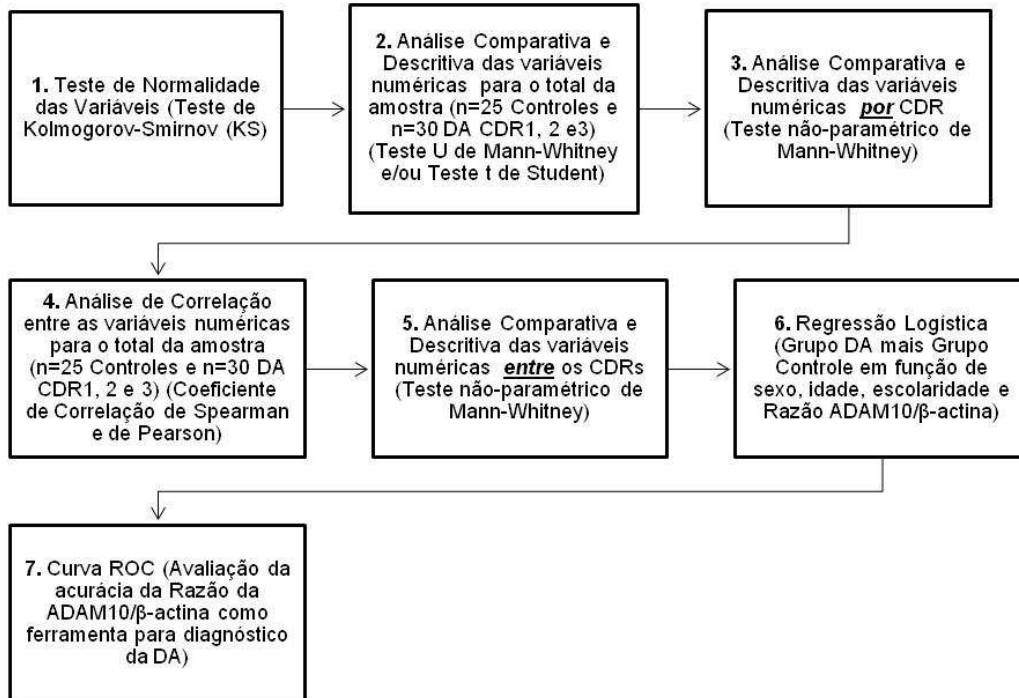 1. Teste de Normalidade
das Variáveis (Teste de
Kolmogorov-Smirnov (KS)
2. Análise Comparativa e
Descritiva das variáveis
numéricas para o total da
amostra (n=25 Controles e
n=30 DA CDR1, 2 e3)
(Teste U de Mann-Whitney
e/ou Teste t de Student)
3. Análise Comparativa e
Descritiva das variáveis
numéricas por CDR
(Teste não-paramétrico de
Mann-Whitney)
4. Análise de Correlação
entre as variáveis numéricas
para o total da amostra
(n=25 Controles e n=30 DA
CDR1, 2 e 3) (Coeficiente
de Correlação de Spearman
e de Pearson)
5. Análise Comparativa e
Descritiva das variáveis
numéricas entre os CDRs
(Teste não-paramétrico de
Mann-Whitney)
6. Regressão Logística
(Grupo DA mais Grupo
Controle em função de
sexo, idade, escolaridade e
Razão ADAM10/β-actina)
7. Curva ROC (Avaliação da
acurácia da Razão da
ADAM10/β-actina como
ferramenta para diagnóstico
da DA)